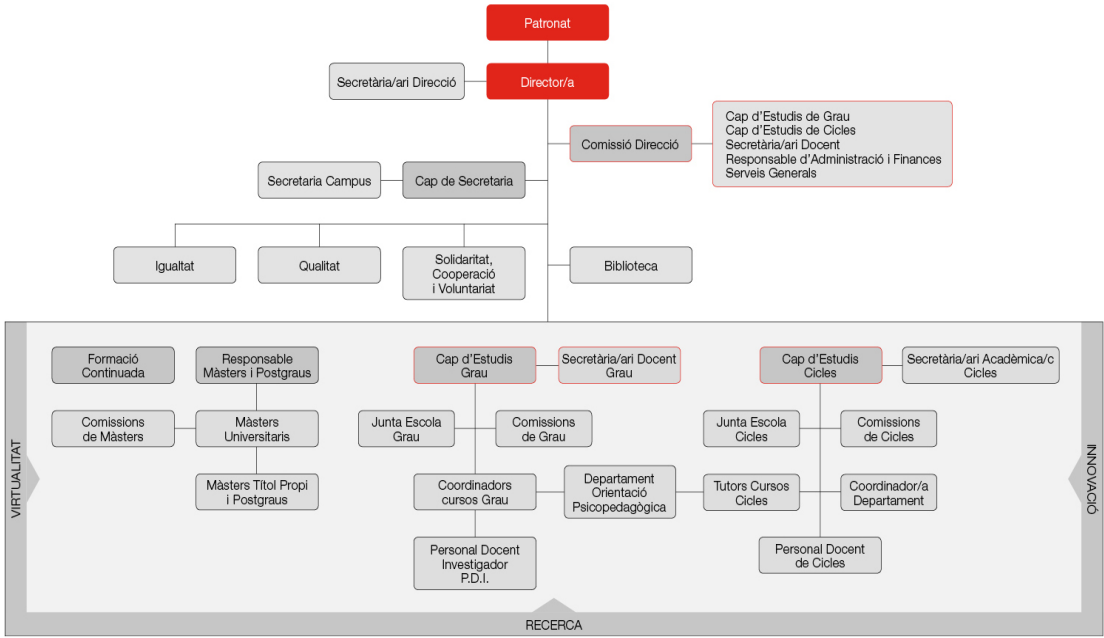 Patronat
Secretària/ari Direcció
Director/a
Comissió Direcció
Cap d'Estudis de Grau
Cap d'Estudis de Cicles
Secretària/ari Docent
Responsable d'Administració i Finances
Serveis Generals
Secretaria Campus
Cap de Secretaria
Igualtat
Qualitat
Solidaritat,
Cooperació
i Voluntariat
Biblioteca
Formació
Continuada
Responsable
Màsters i Postgraus
Cap d'Estudis
Grau
Secretària/ari Docent
Grau
Cap d'Estudis
Cicles
Secretària/ari Acadèmica/c
Cicles
Comissions
de Màsters
Màsters
Universitaris
Junta Escola
Grau
Comissions
de Grau
Junta Escola
Cicles
Comissions
de Cicles
Màsters Títol Propi
i Postgraus
Coordinadors
cursos Grau
Departament
Orientació
Psicopedagògica
Tutors Cursos
Cicles
Coordinador/a
Departament
Personal Docent
Investigador
P.D.I.
Personal Docent
de Cicles
VIRTUALITAT
INNOVACIÓ
RECERCA